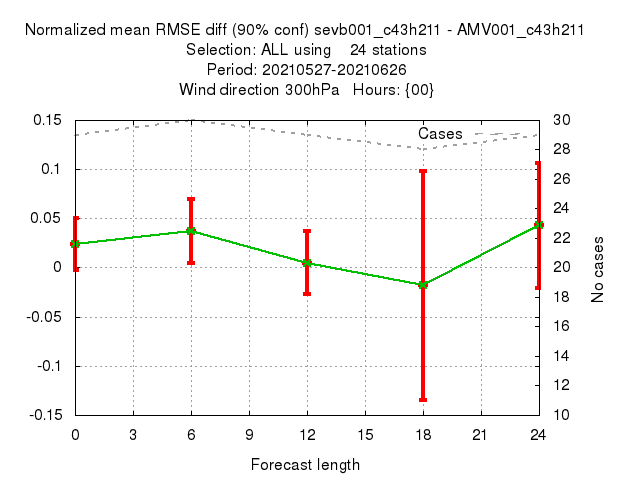 Normalized mean RMSE diff (90% conf) sevb001_c43h211 - AMV001_c43h211
Selection: ALL using    24 stations
Period: 20210527-20210626
Wind direction 300hPa   Hours: {00}
Cases
0.15
0.1
0.05
0
-0.05
-0.1
-0.15
30
28
26
24
22
20
18
16
14
12
10
No cases
0 3 6 9 12 15 18 21 24
Forecast length